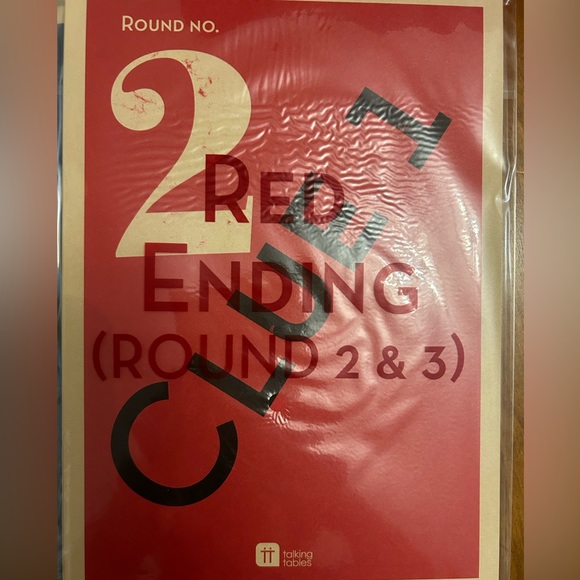 ROUND NO.
2
RED
ENDING
(ROUND 2 & 3)
CLUE 1
talking
tables